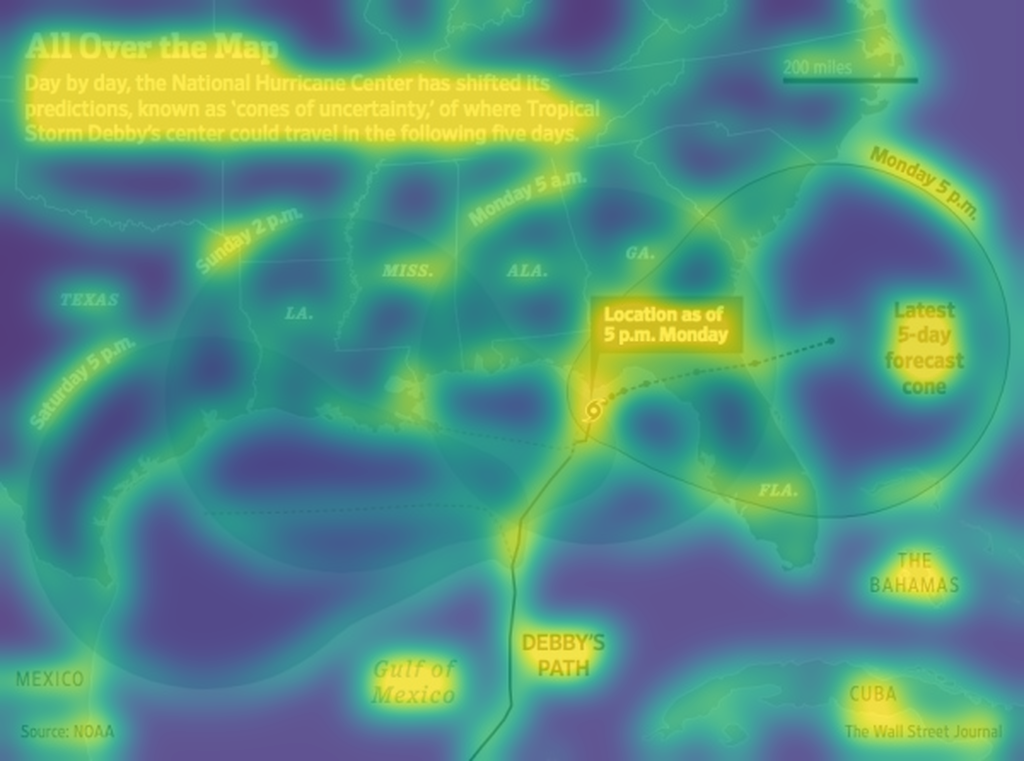 All Over the Map
Day by day, the National Hurricane Center has shifted its
predictions, known as 'cones of uncertainty,' of where Tropical
Storm Debby's center could travel in the following five days.
200 miles
Monday 5 p.m.
Monday 5 a.m.
Sunday 2 p.m.
Saturday 5 p.m.
TEXAS
LA.
MISS.
ALA.
GA.
Location as of
5 p.m. Monday
Latest
5-day
forecast
cone
FLA.
THE
BAHAMAS
DEBBY'S
PATH
Gulf of
Mexico
MEXICO
CUBA
Source: NOAA
The Wall Street Journal